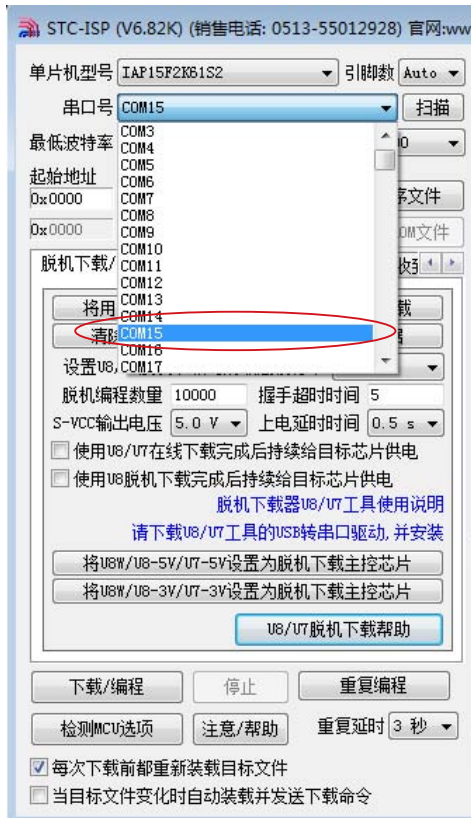 STC-ISP (V6.82K) (销售电话: 0513-55012928) 官网:ww
单片机型号 IAP15F2K61S2 引脚数 Auto
串口号 COM15 扫描
最低波特率
COM3
COM4
COM5
COM6
COM7
COM8
COM9
COM10
COM11
COM12
COM13
COM14
COM15
COM16
COM17
起始地址
0x0000 序文件
0x0000 OM文件
脱机下载/ 收
将用 载
清除
设置U8,
脱机编程数量 10000 握手超时时间 5
S-VCC输出电压 5.0 V 上电延时时间 0.5 s
使用U8/U7在线下载完成后持续给目标芯片供电
使用U8脱机下载完成后持续给目标芯片供电
脱机下载器U8/U7工具使用说明
请下载U8/U7工具的USB转串口驱动,并安装
将U8W/U8-5V/U7-5V设置为脱机下载主控芯片
将U8W/U8-3V/U7-3V设置为脱机下载主控芯片
U8/U7脱机下载帮助
下载/编程 停止 重复编程
检测MCU选项 注意/帮助 重复延时 3 秒
每次下载前都重新装载目标文件
当目标文件变化时自动装载并发送下载命令